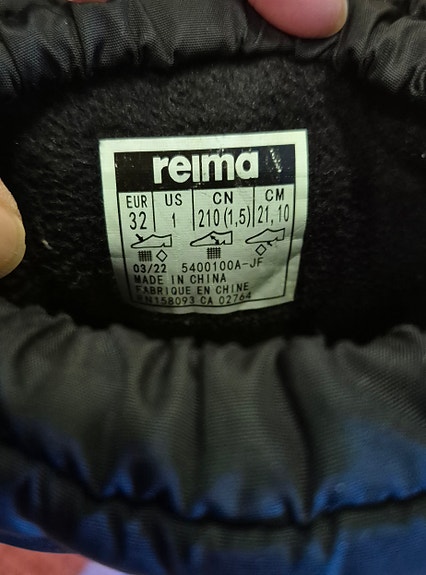 reima
EUR US CN CM
32 1 210(1,5) 21,10
03/22 5400100A-JF
MADE IN CHINA
FABRIQUE EN CHINE
RN158093 CA 02764